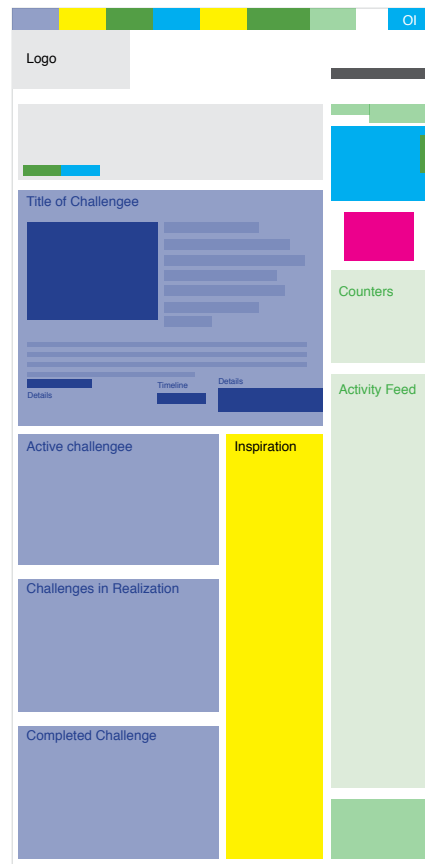 OI
Logo
Title of Challengee
Counters
Details
Timeline
Details
Activity Feed
Active challengee
Inspiration
Challenges in Realization
Completed Challenge